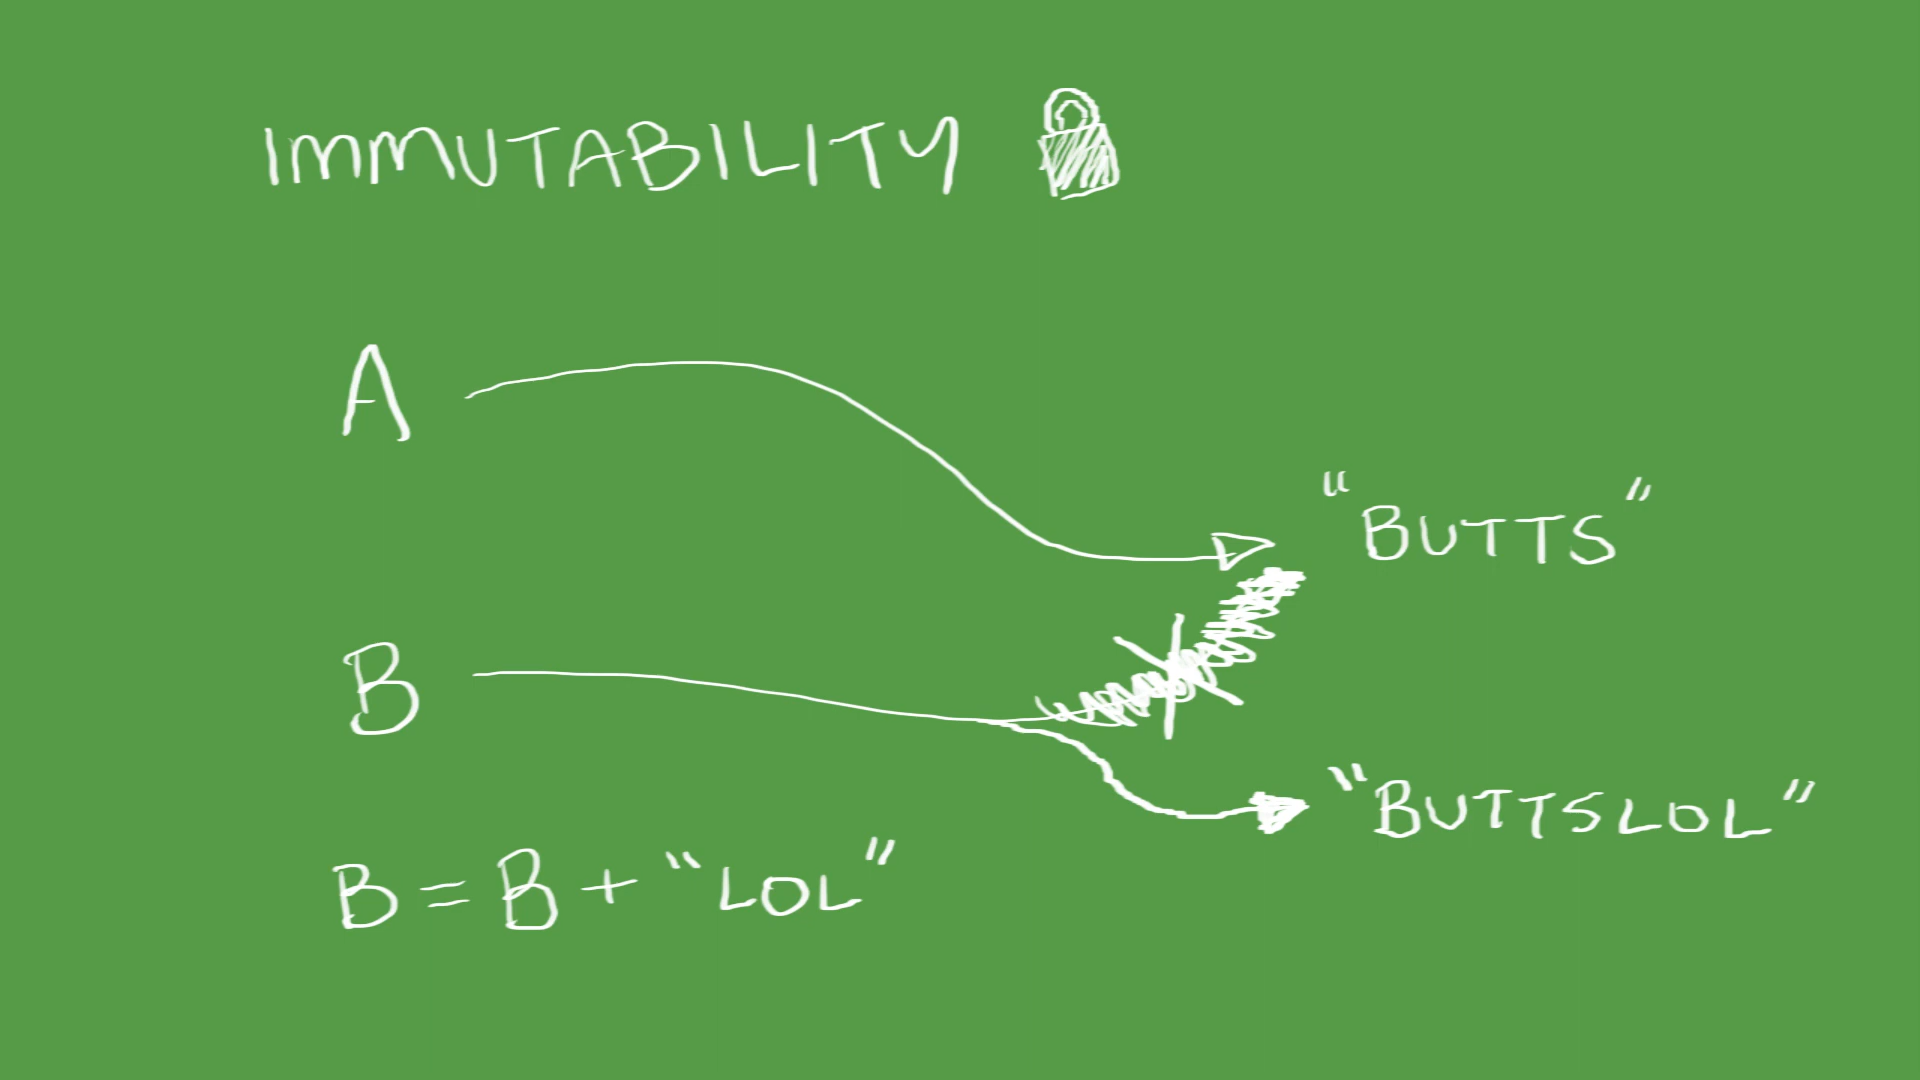 IMMUTABILITY
A
"BUTTS"
B
"BUTTSLOL"
B = B + "LOL"